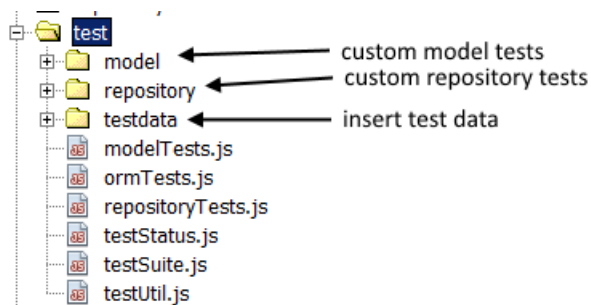 test
model
custom model tests
repository
custom repository tests
testdata
insert test data
modelTests.js
ormTests.js
repositoryTests.js
testStatus.js
testSuite.js
testUtil.js